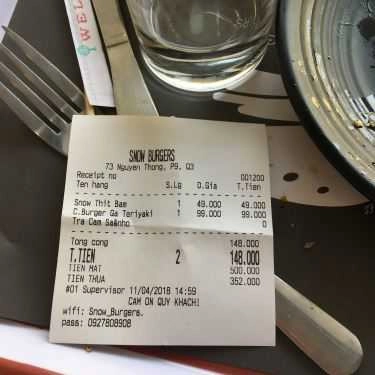 WEL
SNOW BURGERS
73 Nguyen Thong, P9, Q3
Receipt no 001200
Ten hang S.Lg D.Gia T.Tien
Snow Thit Bam 1 49.000 49.000
C.Burger Ga Teriyaki 1 99.000 99.000
Tra Cam Sa&nho 0
Tong cong 148.000
T.TIEN 2 148.000
TIEN MAT 500.000
TIEN THUA 352.000
#01 Supervisor 11/04/2018 14:59
CAM ON QUY KHACH!
wifi: Snow_Burgers.
pass: 0927808908